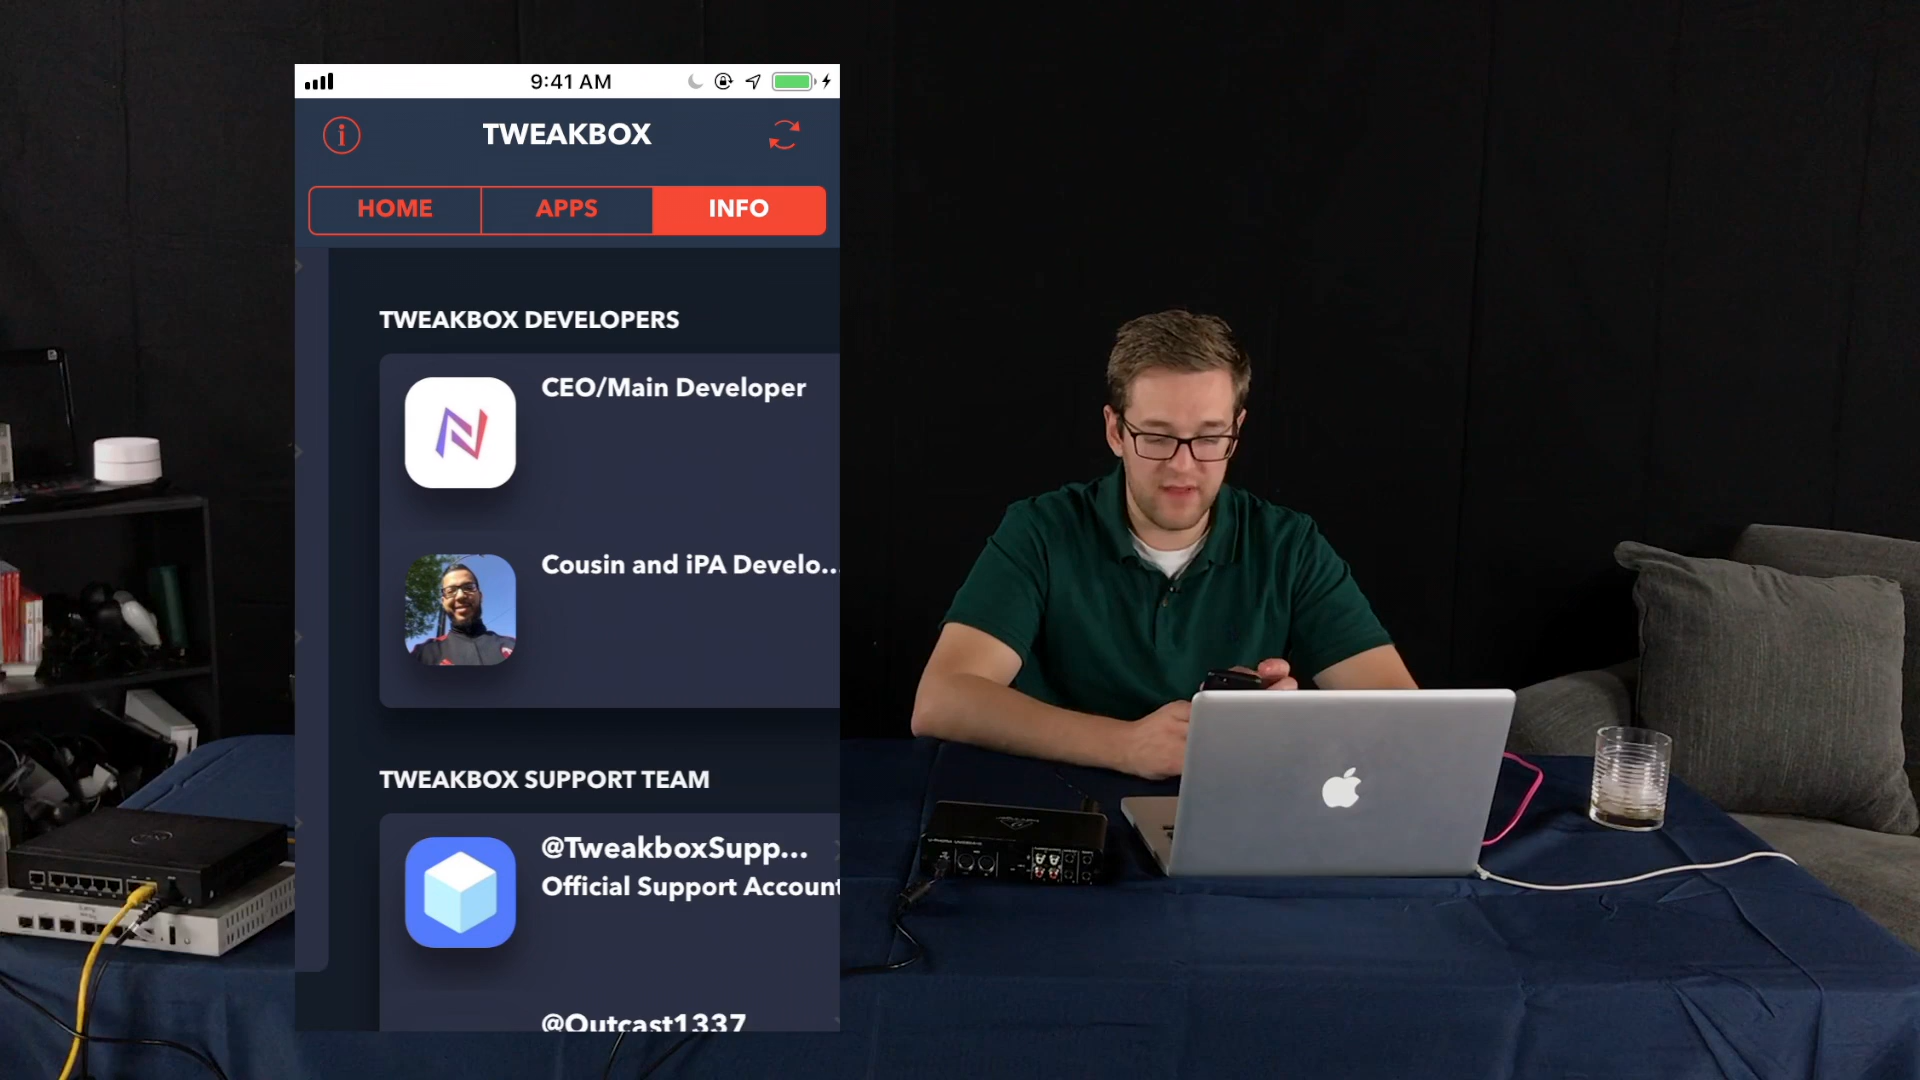 9:41 AM
TWEAKBOX
HOME
APPS
INFO
TWEAKBOX DEVELOPERS
CEO/Main Developer
Cousin and iPA Develo...
TWEAKBOX SUPPORT TEAM
@TweakboxSupp...
Official Support Account
@Outcast1337